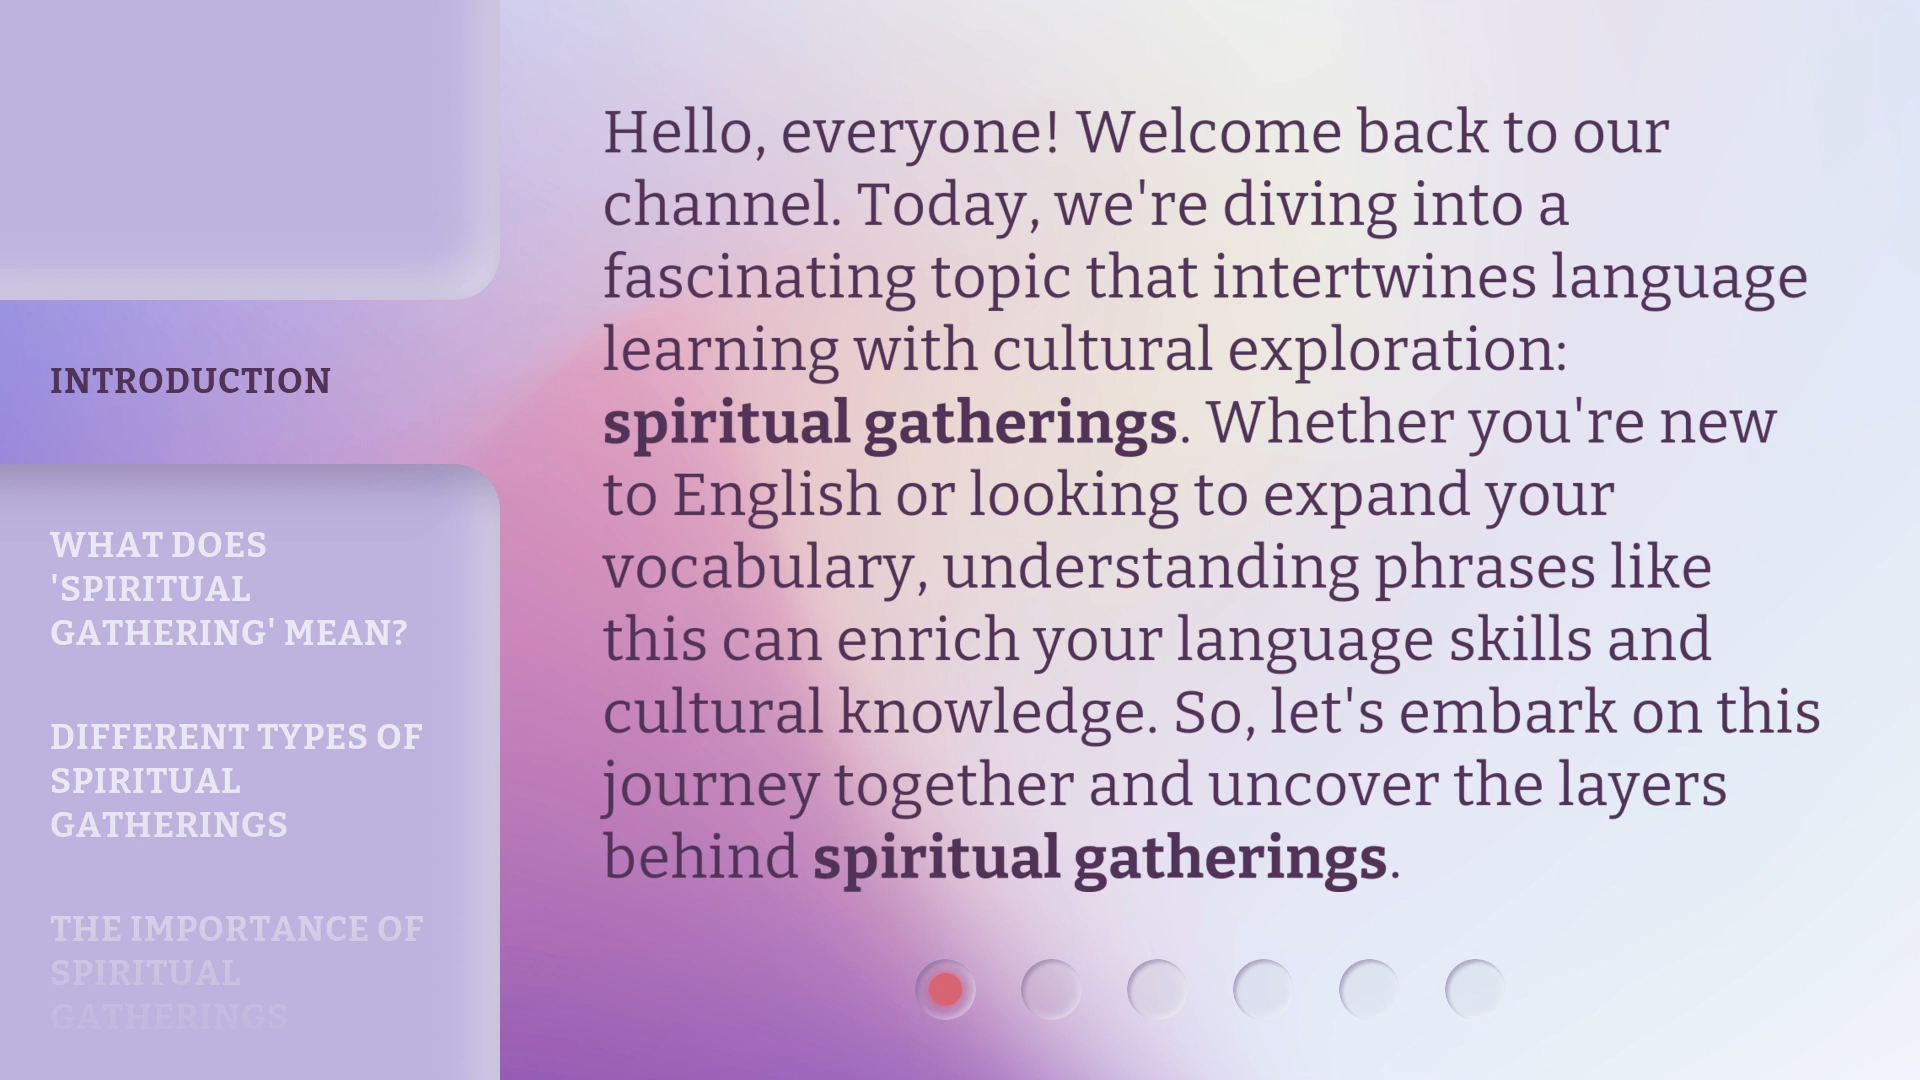 INTRODUCTION
WHAT DOES
'SPIRITUAL
GATHERING' MEAN?
DIFFERENT TYPES OF
SPIRITUAL
GATHERINGS
THE IMPORTANCE OF
SPIRITUAL
GATHERINGS
Hello, everyone! Welcome back to our
channel. Today, we're diving into a
fascinating topic that intertwines language
learning with cultural exploration:
spiritual gatherings. Whether you're new
to English or looking to expand your
vocabulary, understanding phrases like
this can enrich your language skills and
cultural knowledge. So, let's embark on this
journey together and uncover the layers
behind spiritual gatherings.